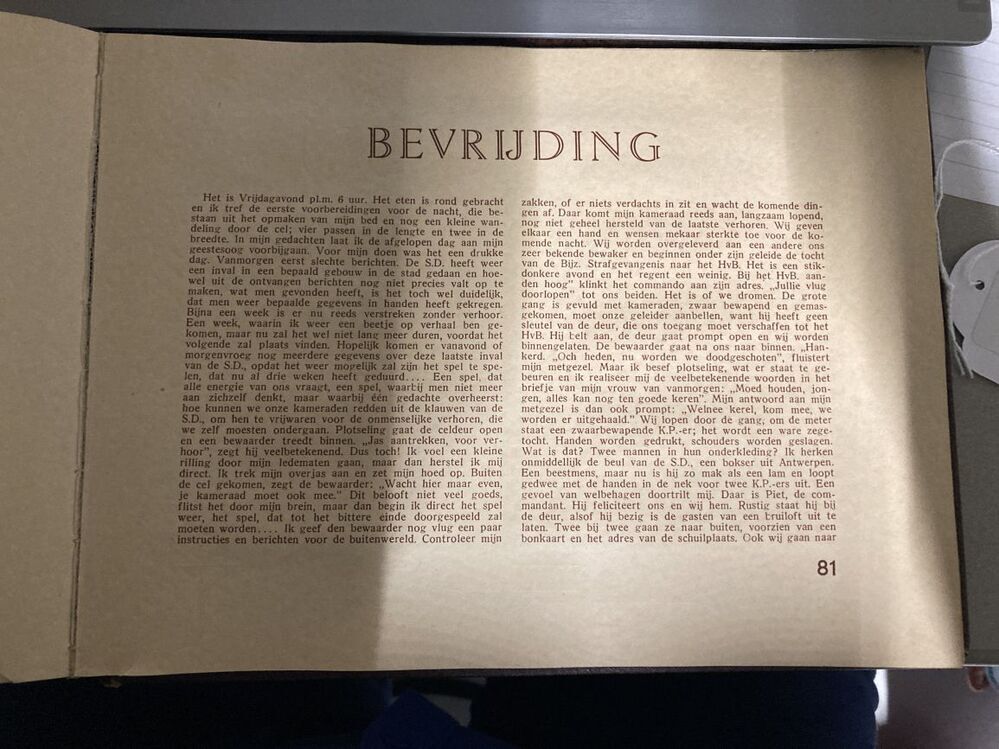 BEVRIJDING
Het is Vrijdagavond pl.m. 6 uur. Het eten is rond gebracht
en ik tref de eerste voorbereidingen voor de nacht, die be-
staan uit het opmaken van mijn bed en nog een kleine wan-
deling door de cel; vier passen in de lengte en twee in de
breedte. In mijn gedachten laat ik de afgelopen dag aan mijn
geestesoog voorbijgaan. Voor mijn doen was het een drukke
dag. Vanmorgen eerst slechte berichten. De S.D. heeft weer
een inval in een bepaald gebouw in de stad gedaan en hoe-
wel uit de ontvangen berichten nog niet precies valt op te
maken, wat men gevonden heeft, is het toch wel duidelijk,
dat men weer bepaalde gegevens in handen heeft gekregen.
Bijna een week is er nu reeds verstreken zonder verhoor.
Een week, waarin ik weer een beetje op verhaal ben ge-
komen, maar nu zal het wel niet lang meer duren, voordat het
volgende zal plaats vinden. Hopelijk komen er vanavond of
morgenvroeg nog meerdere gegevens over deze laatste inval
van de S.D., opdat het weer mogelijk zal zijn het spel te spe-
len, dat nu al drie weken heeft geduurd.... Een spel, dat
alle energie van ons vraagt, een spel, waarbij men niet meer
aan zichzelf denkt, maar waarbij één gedachte overheerst:
hoe kunnen we onze kameraden redden uit de klauwen van de
S.D., om hen te vrijwaren voor de onmenselijke verhoren, die
we zelf moesten ondergaan. Plotseling gaat de celdeur open
en een bewaarder treedt binnen. „Jas aantrekken, voor ver-
hoor”, zegt hij veelbetekenend. Dus toch! Ik voel een kleine
rilling door mijn ledematen gaan, maar dan herstel ik mij
direct. Ik trek mijn overjas aan en zet mijn hoed op. Buiten
de cel gekomen, zegt de bewaarder: „Wacht hier maar even,
je kameraad moet ook mee.” Dit belooft niet veel goeds,
flitst het door mijn brein, maar dan begin ik direct het spel
weer, het spel, dat tot het bittere einde doorgespeeld zal
moeten worden.... Ik geef den bewaarder nog vlug een paar
instructies en berichten voor de buitenwereld. Controleer mijn
zakken, of er niets verdachts in zit en wacht de komende din-
gen af. Daar komt mijn kameraad reeds aan, langzaam lopend,
nog niet geheel hersteld van de laatste verhoren. Wij geven
elkaar een hand en wensen mekaar sterkte toe voor de ko-
mende nacht. Wij worden overgeleverd aan een andere ons
zeer bekende bewaker en beginnen onder zijn geleide de tocht
van de Bijz. Strafgevangenis naar het HvB. Het is een stik-
donkere avond en het regent een weinig. Bij het HvB. aan-
den hoog” klinkt het commando aan zijn adres. „Jullie vlug
doorlopen” tot ons beiden. Het is of we dromen. De grote
gang is gevuld met kameraden, zwaar bewapend en gemas-
gekomen, moet onze geleider aanbellen, want hij heeft geen
sleutel van de deur, die ons toegang moet verschaffen tot het
HvB. Hij belt aan, de deur gaat prompt open en wij worden
binnengelaten. De bewaarder gaat na ons naar binnen. „Han-
kerd. „Och heden, nu worden we doodgeschoten”, fluistert
mijn metgezel. Maar ik besef plotseling, wat er staat te ge-
beuren en ik realiseer mij de veelbetekenende woorden in het
briefje van mijn vrouw van vanmorgen: „Moed houden, jon-
gen, alles kan nog ten goede keren”. Mijn antwoord aan mijn
metgezel is dan ook prompt: „Welnee kerel, kom mee, we
worden er uitgehaald.” Wij lopen door de gang, om de meter
staat een zwaarbewapende K.P.-er; het wordt een ware zege-
tocht. Handen worden gedrukt, schouders worden geslagen.
Wat is dat? Twee mannen in hun onderkleding? Ik herken
onmiddellijk de beul van de S.D., een bokser uit Antwerpen.
Een beestmens, maar nu is hij zo mak als een lam en loopt
gedwee met de handen in de nek voor twee K.P.-ers uit. Een
gevoel van welbehagen doortrilt mij. Daar is Piet, de com-
mandant. Hij feliciteert ons en wij hem. Rustig staat hij bij
de deur, alsof hij bezig is de gasten van een bruiloft uit te
laten. Twee bij twee gaan ze naar buiten, voorzien van een
bonkaart en het adres van de schuilplaats. Ook wij gaan naar
81